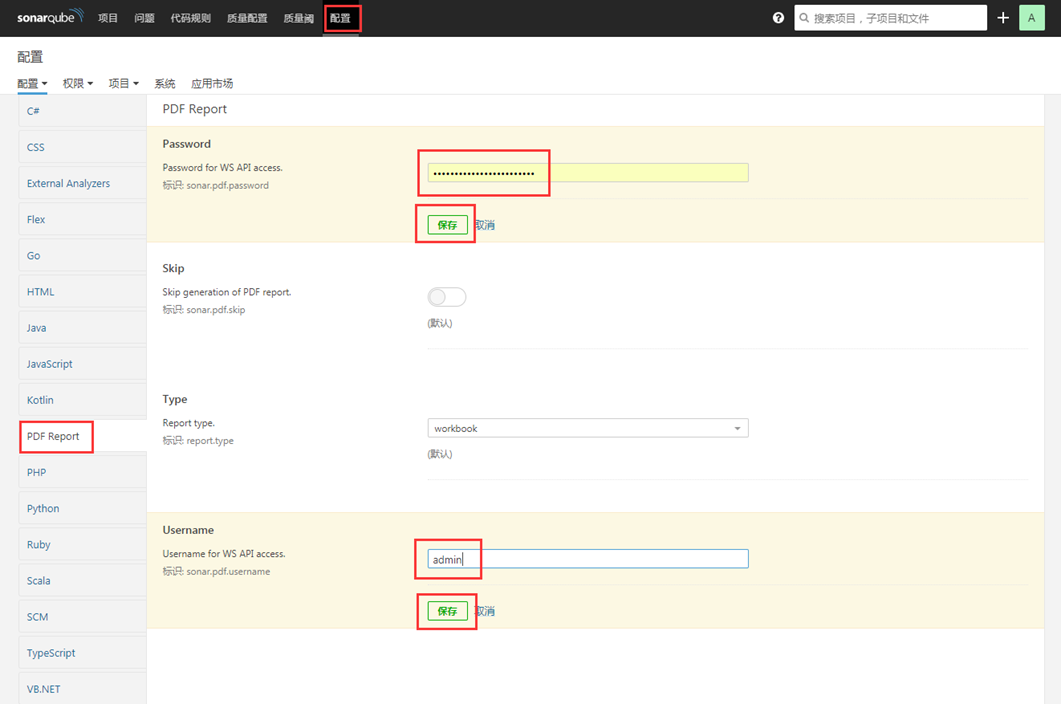 sonarqube 项目 问题 代码规则 质量配置 质量阈 配置 ? 搜索项目，子项目和文件 + A
配置
配置 权限 项目 系统 应用市场
C#
CSS
External Analyzers
Flex
Go
HTML
Java
JavaScript
Kotlin
PDF Report
PHP
Python
Ruby
Scala
SCM
TypeScript
VB.NET
PDF Report
Password
Password for WS API access.
标识: sonar.pdf.password
••••••••••••••••••••••••
保存 取消
Skip
Skip generation of PDF report.
标识: sonar.pdf.skip
(默认)
Type
Report type.
标识: report.type
workbook
(默认)
Username
Username for WS API access.
标识: sonar.pdf.username
admin
保存 取消